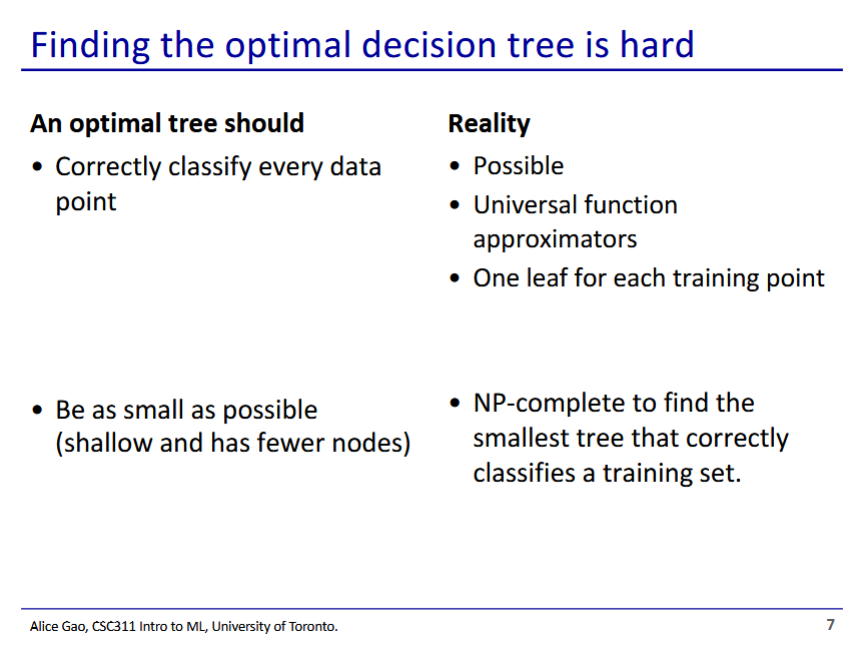 Finding the optimal decision tree is hard
An optimal tree should
• Correctly classify every data
point
• Be as small as possible
(shallow and has fewer nodes)
Reality
• Possible
• Universal function
approximators
• One leaf for each training point
• NP-complete to find the
smallest tree that correctly
classifies a training set.
Alice Gao, CSC311 Intro to ML, University of Toronto.
7